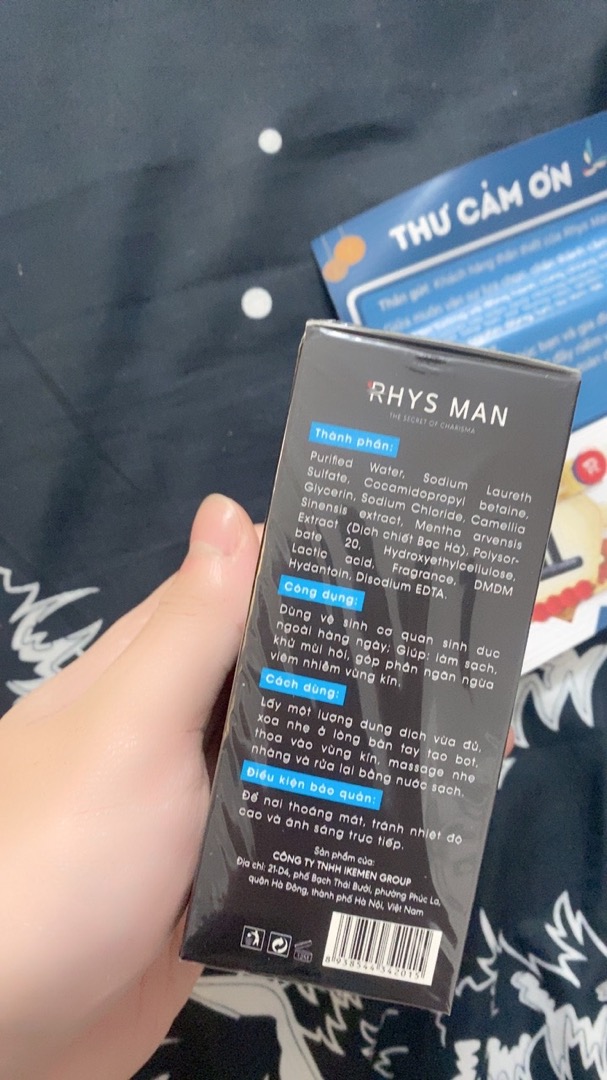 THƯ CẢM ƠN
RHYS MAN
THE SECRET OF CHARISMA
Thành phần:
Purified Water, Sodium Laureth
Sulfate, Cocamidopropyl betaine,
Glycerin, Sodium Chloride, Camellia
Sinensis extract, Mentha arvensis
Extract (Dịch chiết Bạc Hà), Polysor-
bate 20, Hydroxyethylcellulose,
Lactic acid, Fragrance, DMDM
Hydantoin, Disodium EDTA.
Công dụng:
Dùng vệ sinh cơ quan sinh dục
ngoài hàng ngày; Giúp: làm sạch,
khử mùi hôi, góp phần ngăn ngừa
viêm nhiễm vùng kín.
Cách dùng:
Lấy một lượng dung dịch vừa đủ,
xoa nhẹ ở lòng bàn tay tạo bọt,
thoa vào vùng kín, massage nhẹ
nhàng và rửa lại bằng nước sạch.
Điều kiện bảo quản:
Để nơi thoáng mát, tránh nhiệt độ
cao và ánh sáng trực tiếp.
Sản phẩm của:
CÔNG TY TNHH IKEMEN GROUP
Địa chỉ: 21-D4, phố Bạch Thái Bưởi, phường Phúc La,
quận Hà Đông, thành phố Hà Nội, Việt Nam
8 938544 342015